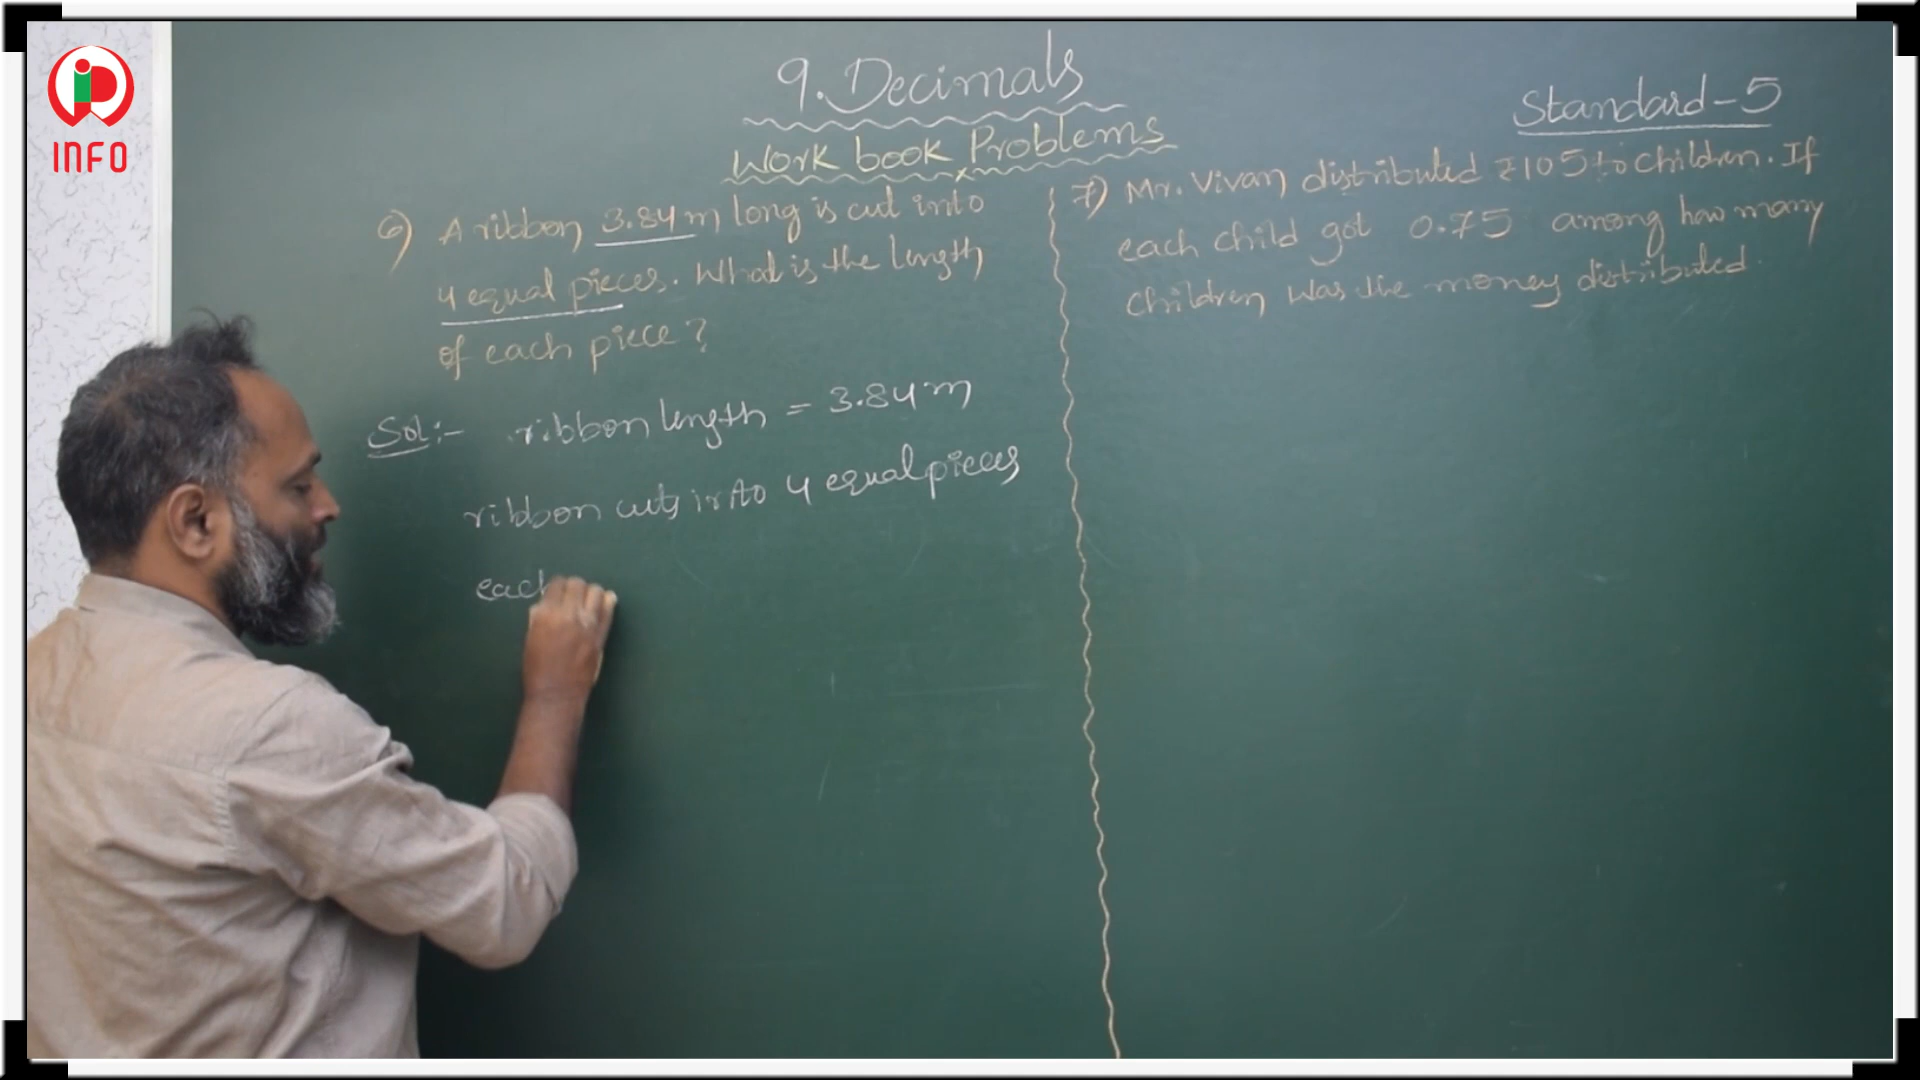 INFO
9. Decimals
Standard-5
Work book Problems
6) A ribbon 3.84 m long is cut into
4 equal pieces. What is the length
of each piece?
Sol:- ribbon length = 3.84 m
ribbon cuts into 4 equal pieces
each
7) Mr. Vivan distributed ₹105 to children. If
each child got 0.75 among how many
children was the money distributed.